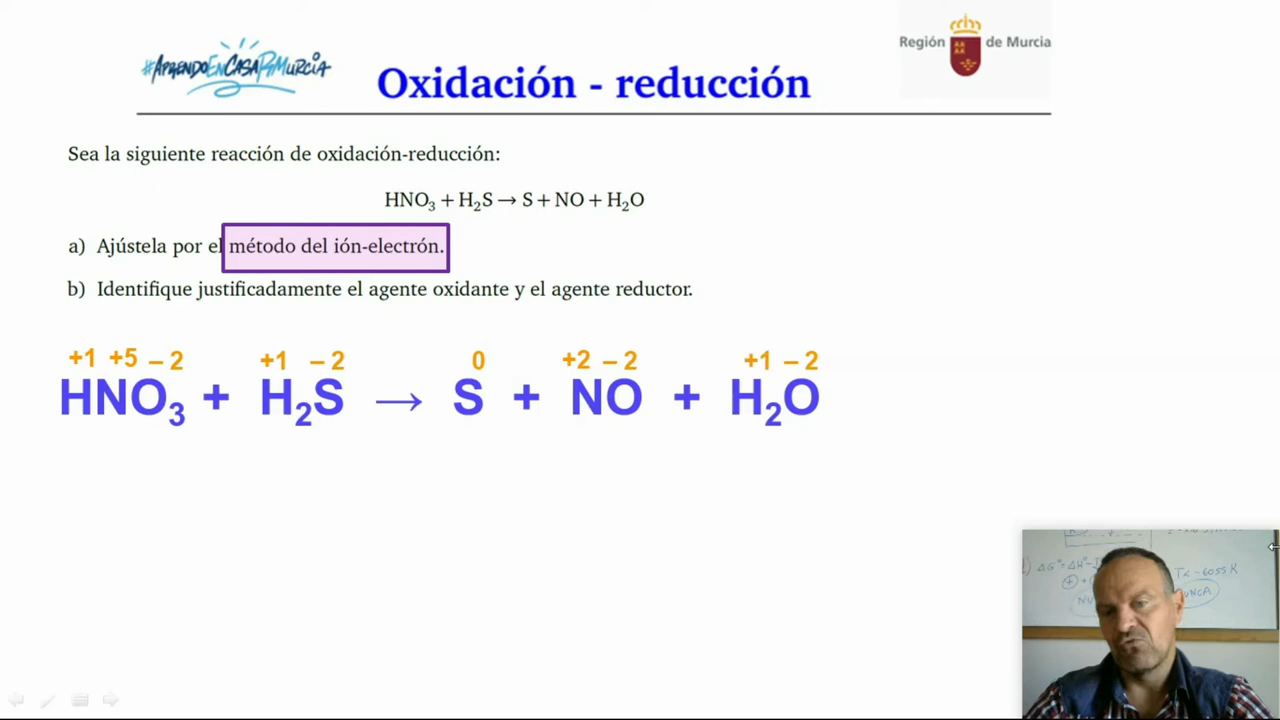 #APRENDOENCASARMURCIA
Región de Murcia
Oxidación - reducción
Sea la siguiente reacción de oxidación-reducción:
HNO₃ + H₂S → S + NO + H₂O
a) Ajústela por el método del ión-electrón.
b) Identifique justificadamente el agente oxidante y el agente reductor.
+1 +5 – 2 +1 – 2 0 +2 – 2 +1 – 2
HNO₃ + H₂S → S + NO + H₂O